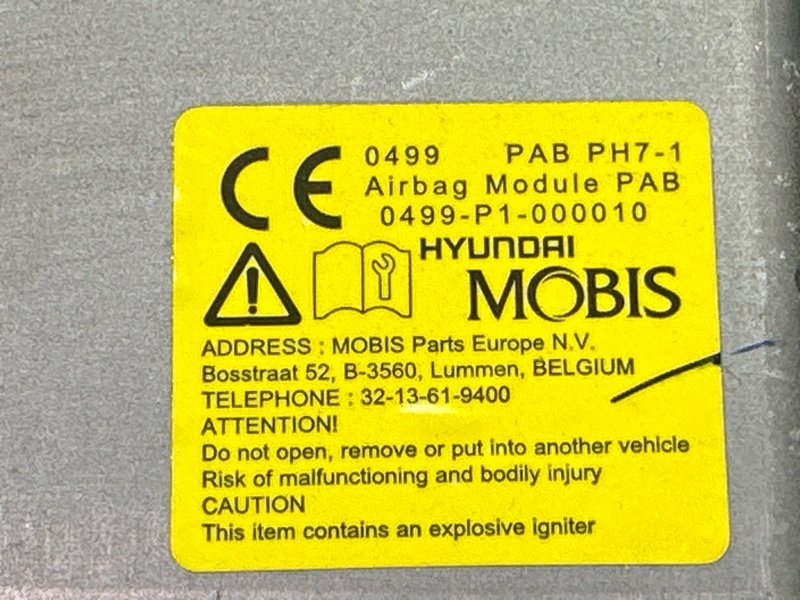 CE 0499 PAB PH7-1
Airbag Module PAB
0499-P1-000010
HYUNDAI
MOBIS
ADDRESS : MOBIS Parts Europe N.V.
Bosstraat 52, B-3560, Lummen, BELGIUM
TELEPHONE : 32-13-61-9400
ATTENTION!
Do not open, remove or put into another vehicle
Risk of malfunctioning and bodily injury
CAUTION
This item contains an explosive igniter